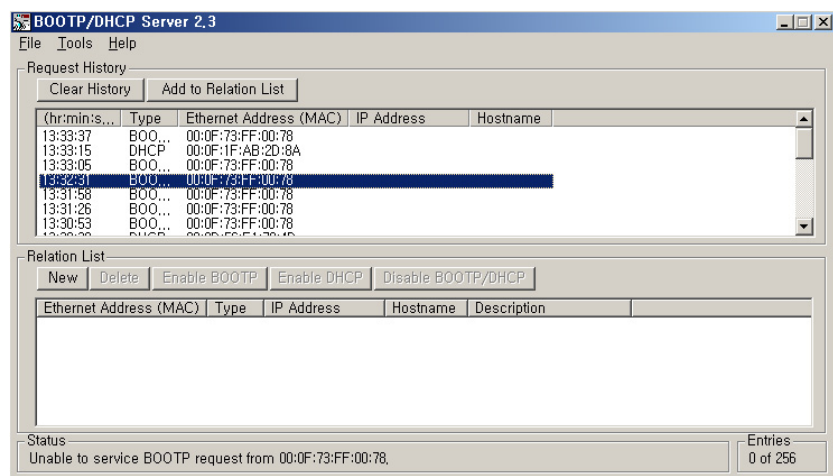 BOOTP/DHCP Server 2.3
File Tools Help
Request History
Clear History Add to Relation List
(hr:min:s... Type Ethernet Address (MAC) IP Address Hostname
13:33:37 BOO... 00:0F:73:FF:00:78
13:33:15 DHCP 00:0F:1F:AB:2D:8A
13:33:05 BOO... 00:0F:73:FF:00:78
13:32:31 BOO... 00:0F:73:FF:00:78
13:31:58 BOO... 00:0F:73:FF:00:78
13:31:26 BOO... 00:0F:73:FF:00:78
13:30:53 BOO... 00:0F:73:FF:00:78
DHCP
Relation List
New Delete Enable BOOTP Enable DHCP Disable BOOTP/DHCP
Ethernet Address (MAC) Type IP Address Hostname Description
Status
Unable to service BOOTP request from 00:0F:73:FF:00:78.
Entries
0 of 256